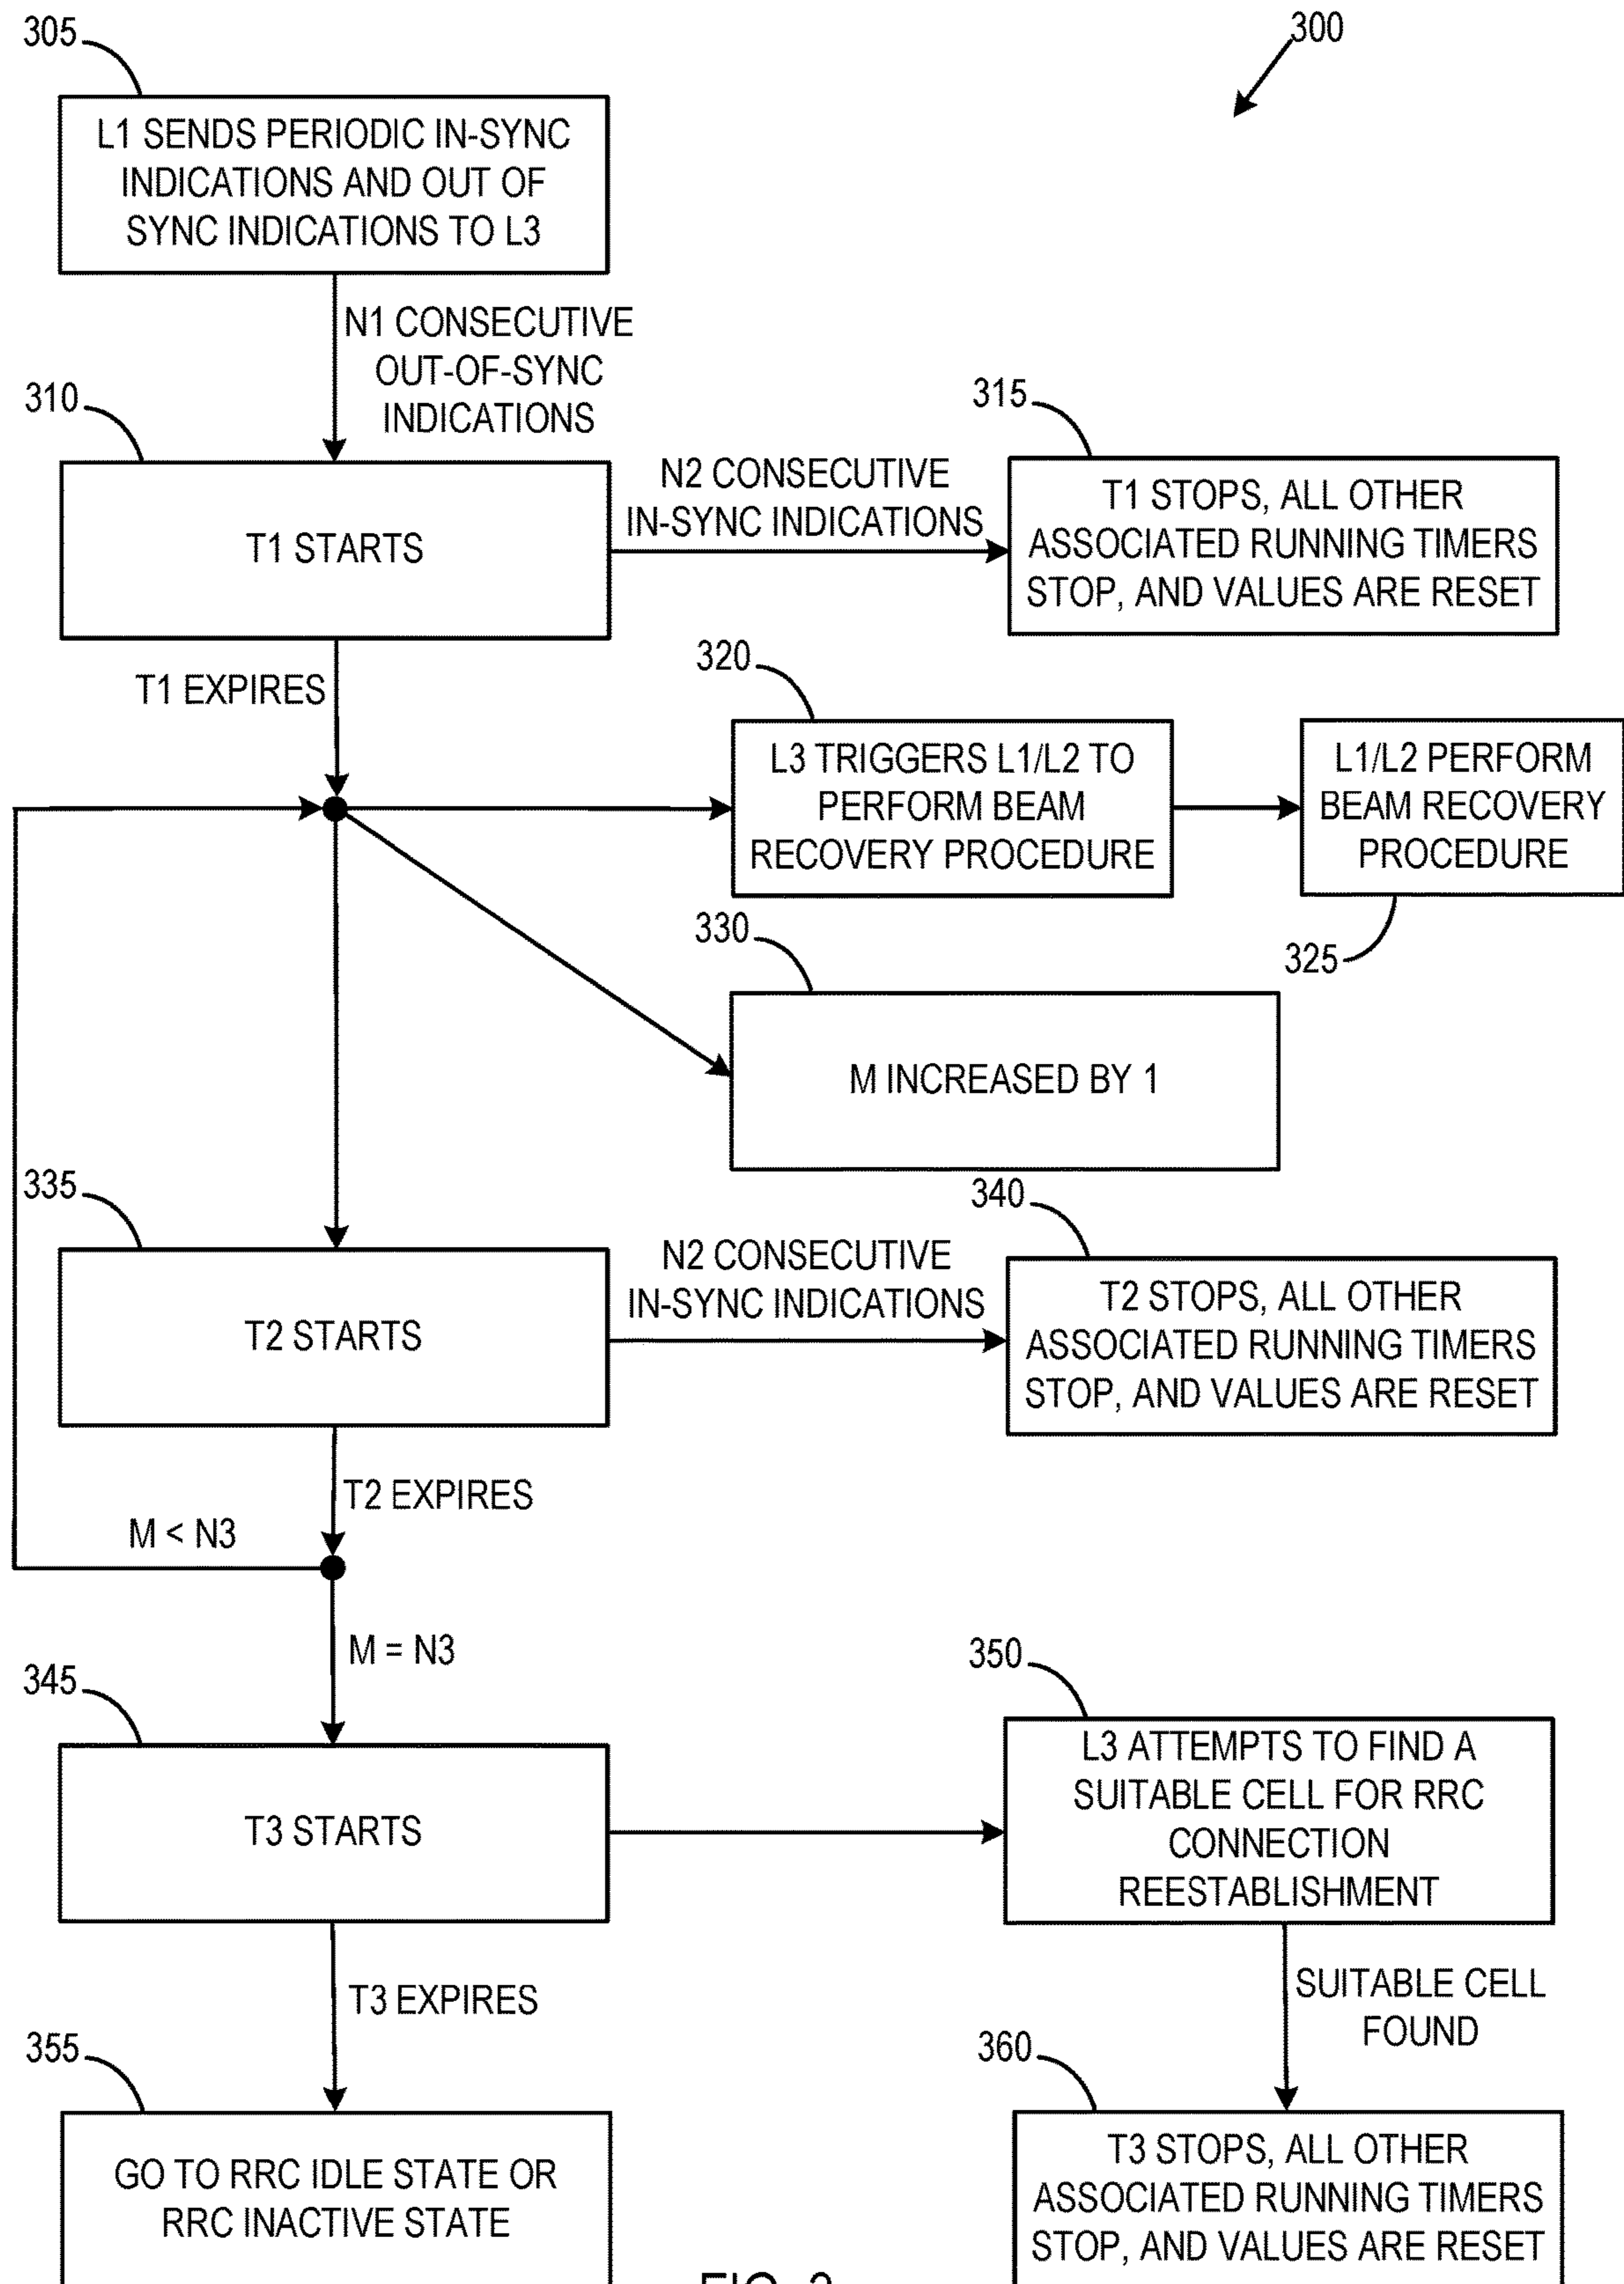 305
300
L1 SENDS PERIODIC IN-SYNC
INDICATIONS AND OUT OF
SYNC INDICATIONS TO L3
N1 CONSECUTIVE
OUT-OF-SYNC
INDICATIONS
310
315
T1 STARTS
N2 CONSECUTIVE
IN-SYNC INDICATIONS
T1 STOPS, ALL OTHER
ASSOCIATED RUNNING TIMERS
STOP, AND VALUES ARE RESET
T1 EXPIRES
320
L3 TRIGGERS L1/L2 TO
PERFORM BEAM
RECOVERY PROCEDURE
L1/L2 PERFORM
BEAM RECOVERY
PROCEDURE
325
330
M INCREASED BY 1
335
340
T2 STARTS
N2 CONSECUTIVE
IN-SYNC INDICATIONS
T2 STOPS, ALL OTHER
ASSOCIATED RUNNING TIMERS
STOP, AND VALUES ARE RESET
T2 EXPIRES
M < N3
M = N3
345
350
T3 STARTS
L3 ATTEMPTS TO FIND A
SUITABLE CELL FOR RRC
CONNECTION
REESTABLISHMENT
T3 EXPIRES
SUITABLE CELL
FOUND
355
360
GO TO RRC IDLE STATE OR
RRC INACTIVE STATE
T3 STOPS, ALL OTHER
ASSOCIATED RUNNING TIMERS
STOP, AND VALUES ARE RESET